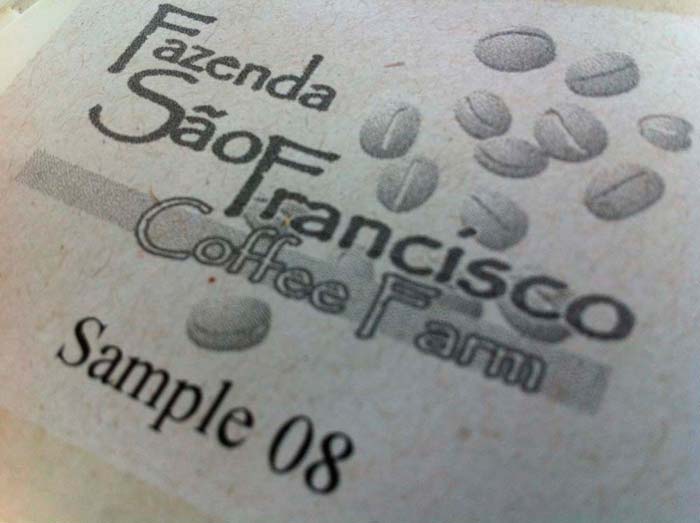 Fazenda
São Francisco
Coffee Farm
Sample 08